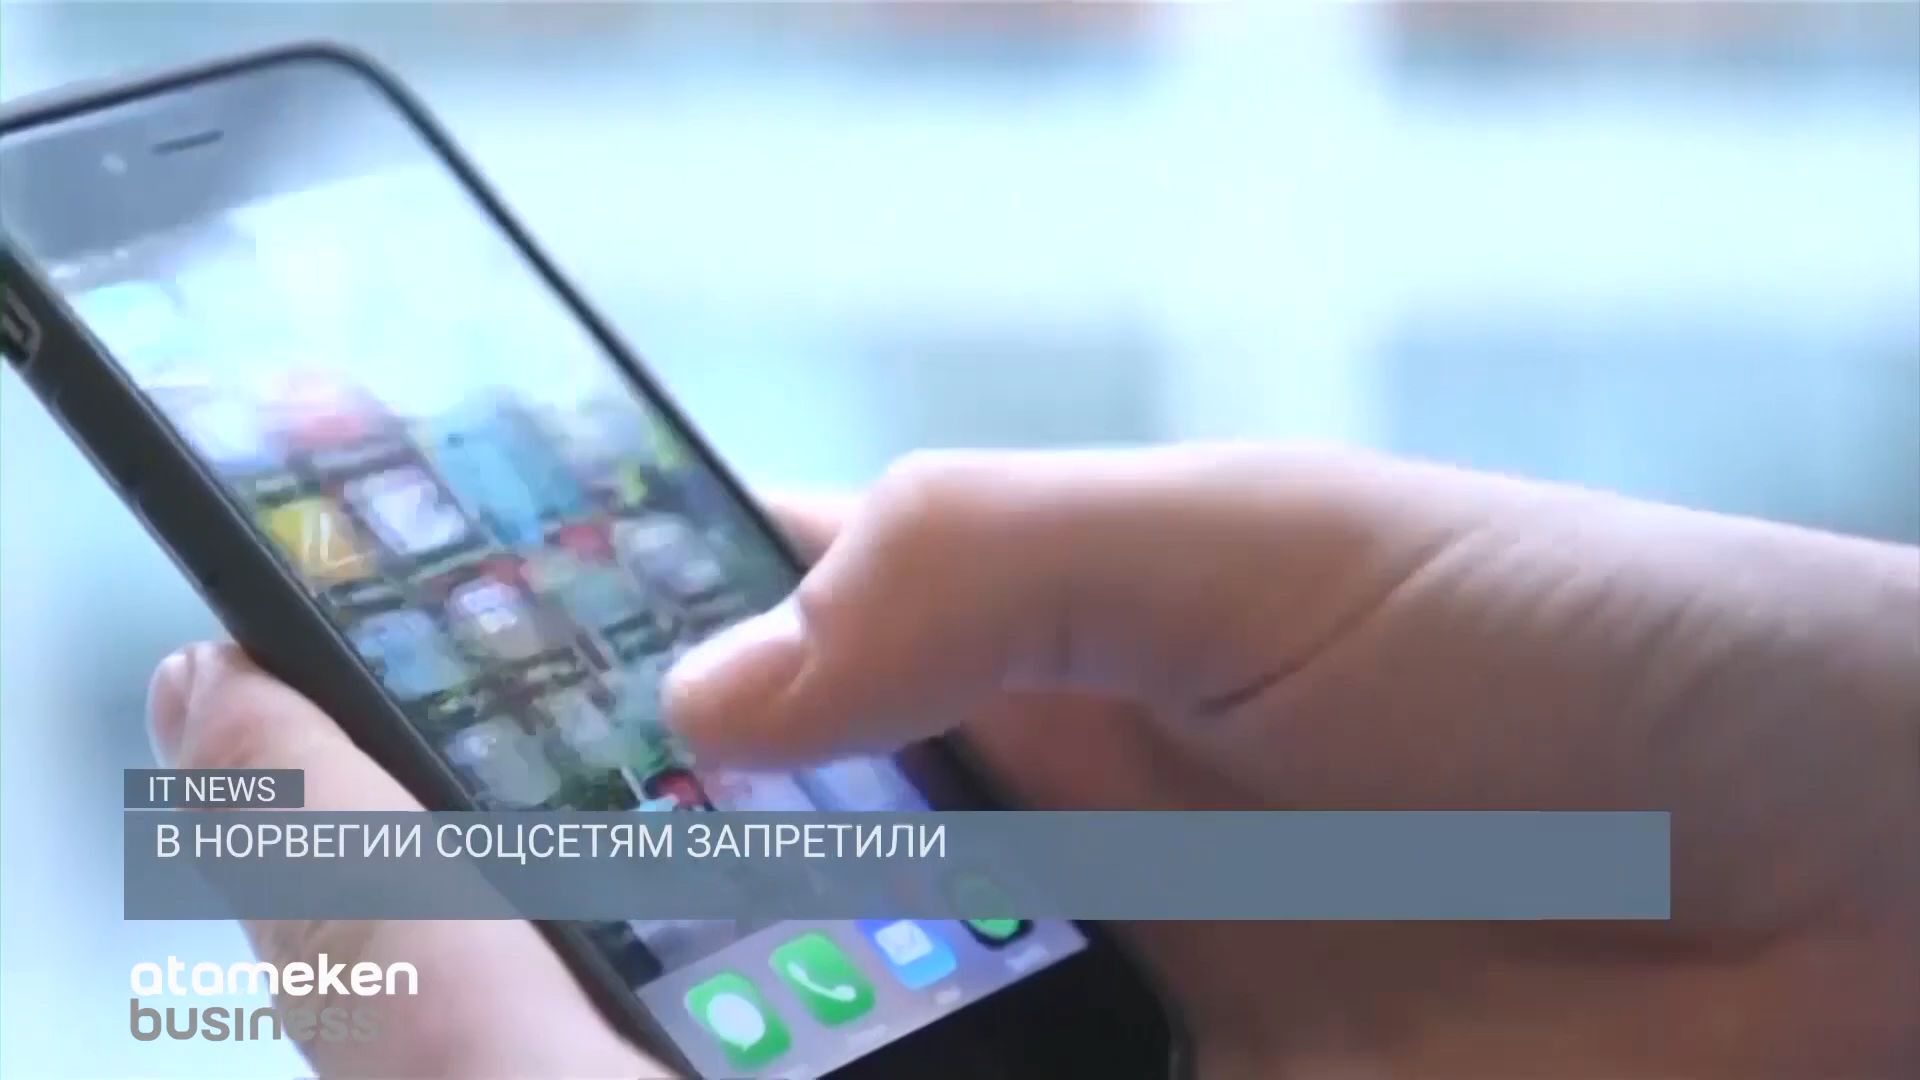 IT NEWS
В НОРВЕГИИ СОЦСЕТЯМ ЗАПРЕТИЛИ
atameken
business